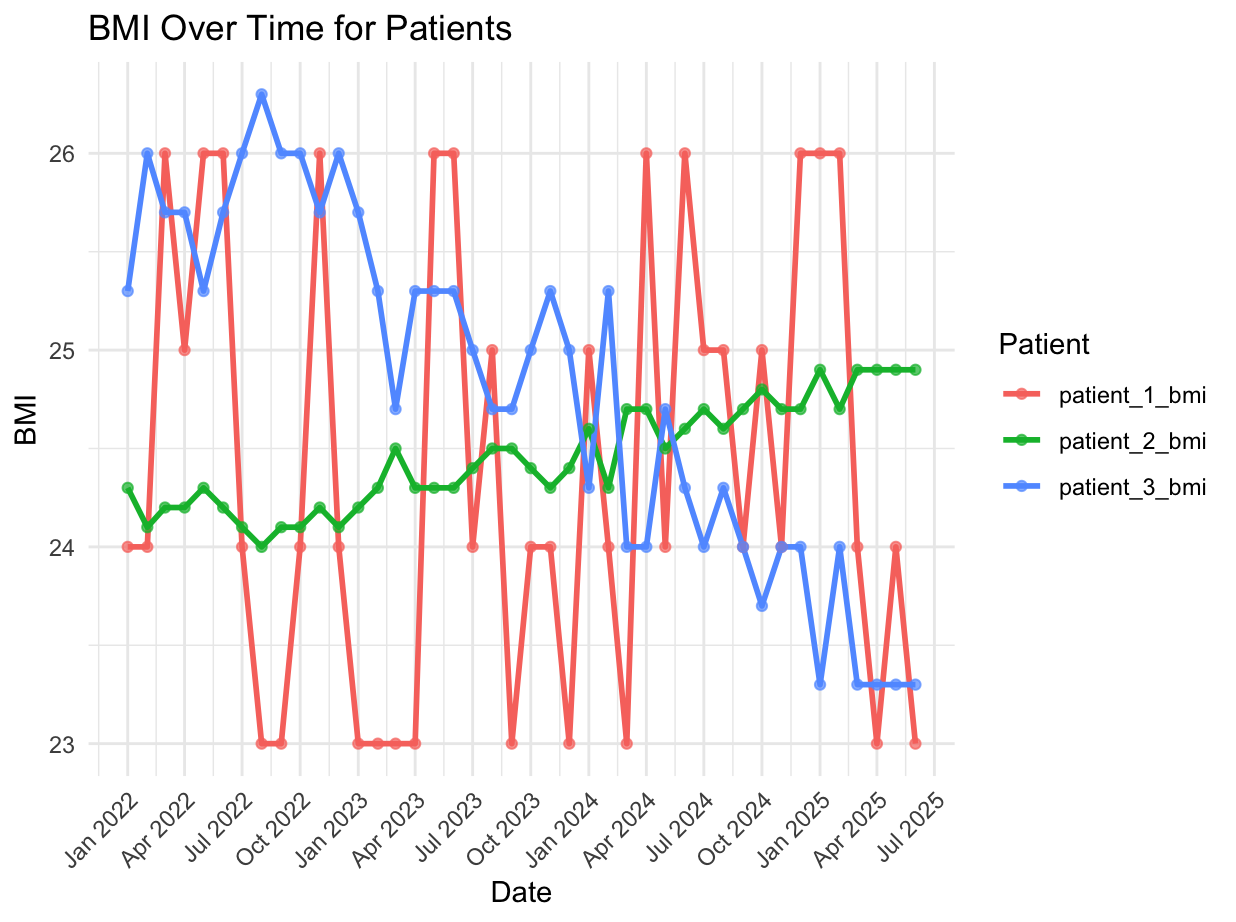 BMI Over Time for Patients
BMI
26
25
24
23
Jan 2022
Apr 2022
Jul 2022
Oct 2022
Jan 2023
Apr 2023
Jul 2023
Oct 2023
Jan 2024
Apr 2024
Jul 2024
Oct 2024
Jan 2025
Apr 2025
Jul 2025
Date
Patient
patient_1_bmi
patient_2_bmi
patient_3_bmi